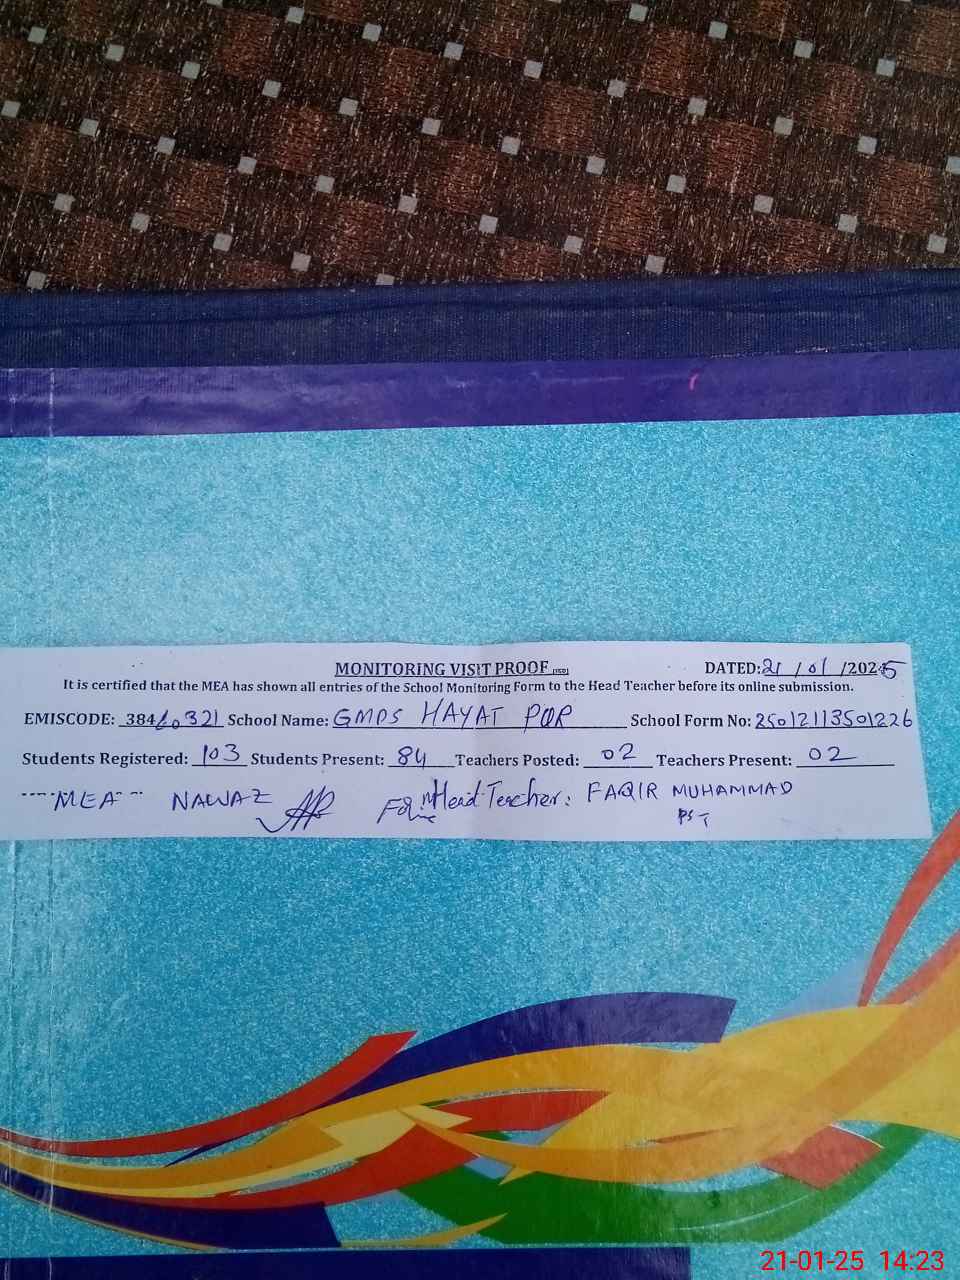 MONITORING VISIT PROOF DATED: 21/01/2025
It is certified that the MEA has shown all entries of the School Monitoring Form to the Head Teacher before its online submission.
EMISCODE: 38410321 School Name: GMPS HAYAT PUR School Form No: 25012113501226
Students Registered: 103 Students Present: 84 Teachers Posted: 02 Teachers Present: 02
MEA NAWAZ Head Teacher: FAQIR MUHAMMAD
PST
21-01-25 14:23